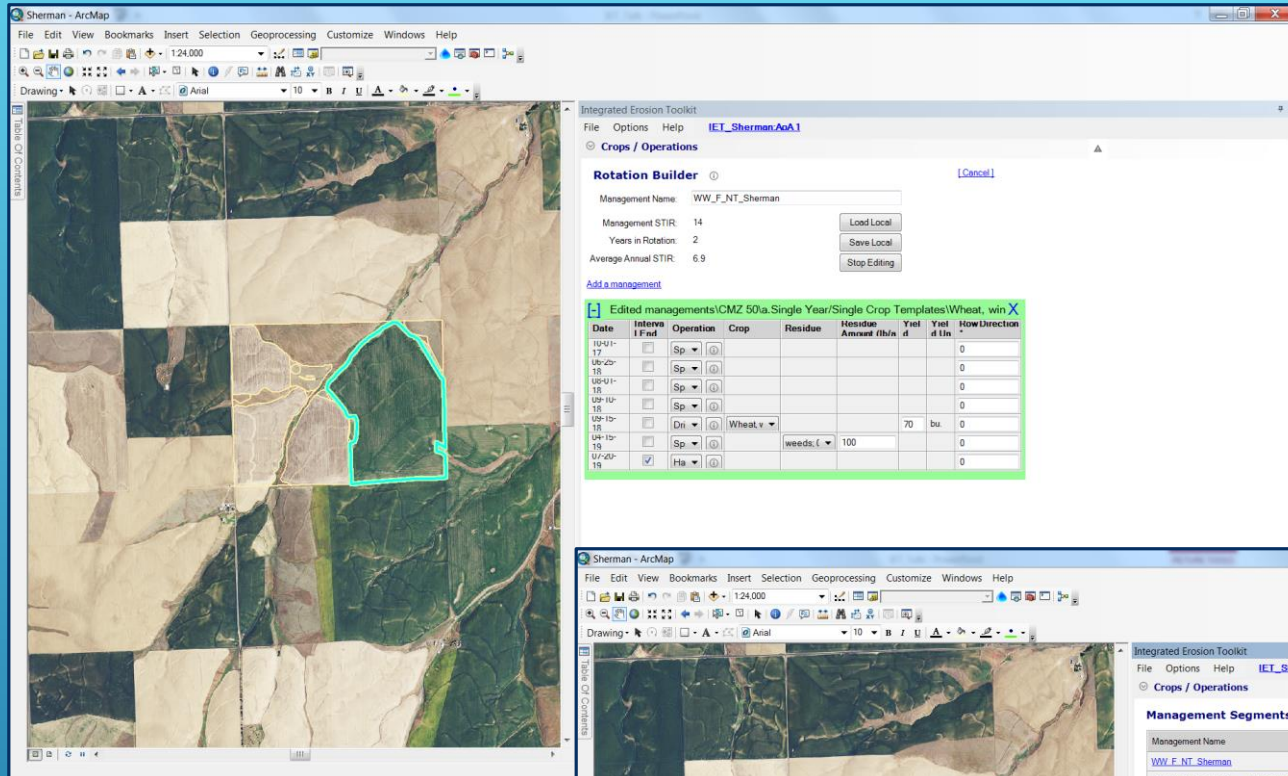 Sherman - ArcMap
File Edit View Bookmarks Insert Selection Geoprocessing Customize Windows Help
1:24,000
Drawing Arial 10 B I U A
Table Of Contents
Integrated Erosion Toolkit
File Options Help IET_Sherman:AoA 1
Crops / Operations
Rotation Builder [Cancel]
Management Name: WW_F_NT_Sherman
Management STIR: 14 Load Local
Years in Rotation: 2 Save Local
Average Annual STIR: 6.9 Stop Editing
Add a management
[-] Edited managements\CMZ 50\a.Single Year/Single Crop Templates\Wheat, win X
Date Interva l End Operation Crop Residue Residue Amount (lb/a Yiel d Yiel d Un Row Direction *
10-01-17 Sp 0
06-25-18 Sp 0
08-01-18 Sp 0
09-10-18 Sp 0
09-15-18 Dri Wheat, v 70 bu. 0
04-15-19 Sp weeds; ( 100 0
07-20-19 Ha 0
Sherman - ArcMap
File Edit View Bookmarks Insert Selection Geoprocessing Customize Windows Help
1:24,000
Drawing Arial 10 B I U A
Table Of Contents
Integrated Erosion Toolkit
File Options Help IET_S
Crops / Operations
Management Segments
Management Name
WW_F_NT_Sherman